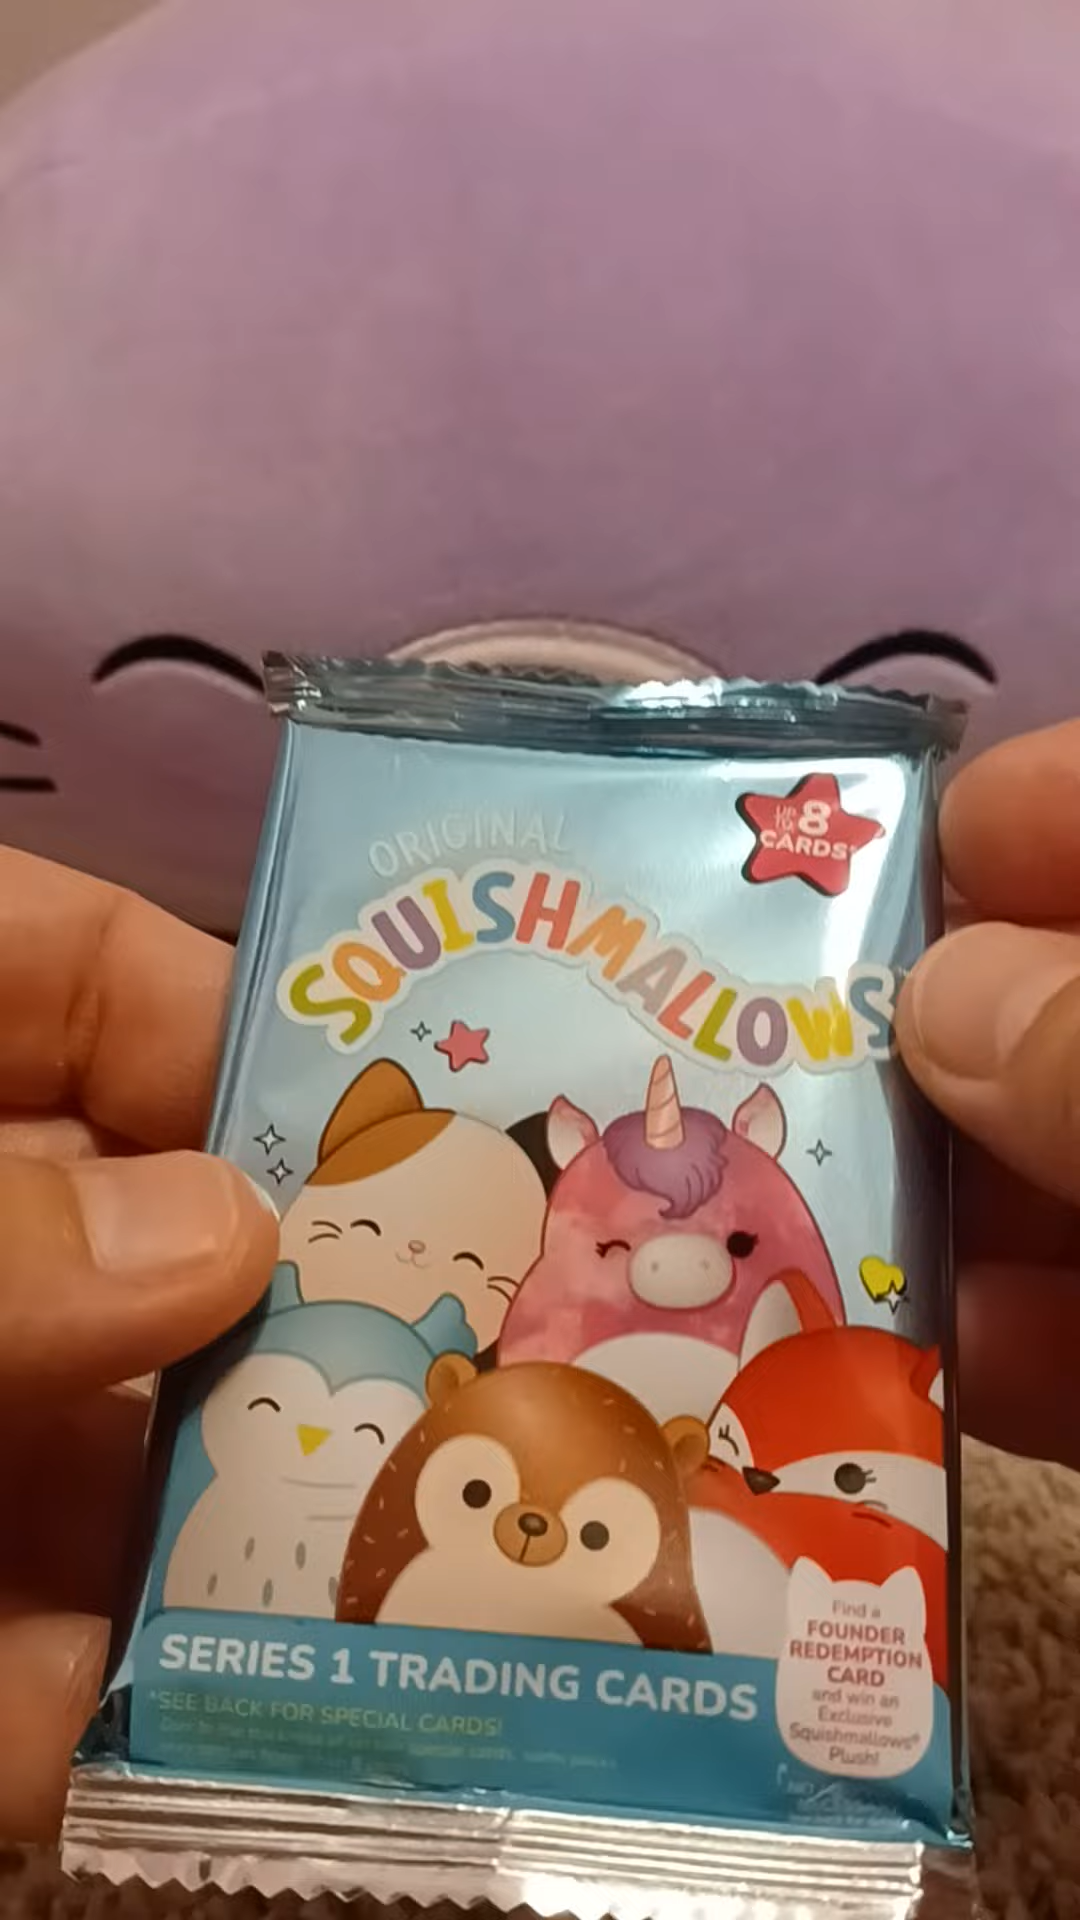 ORIGINAL
SQUISHMALLOWS
UP TO 8
CARDS*
SERIES 1 TRADING CARDS
*SEE BACK FOR SPECIAL CARDS!
Find a
FOUNDER
REDEMPTION
CARD
and win an
Exclusive
Squishmallows®
Plush!
NO